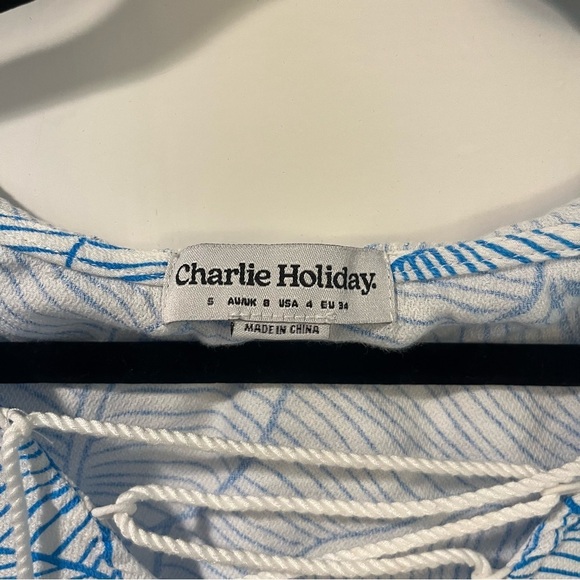 Charlie Holiday.
S AU/UK 8 USA 4 EU 34
MADE IN CHINA